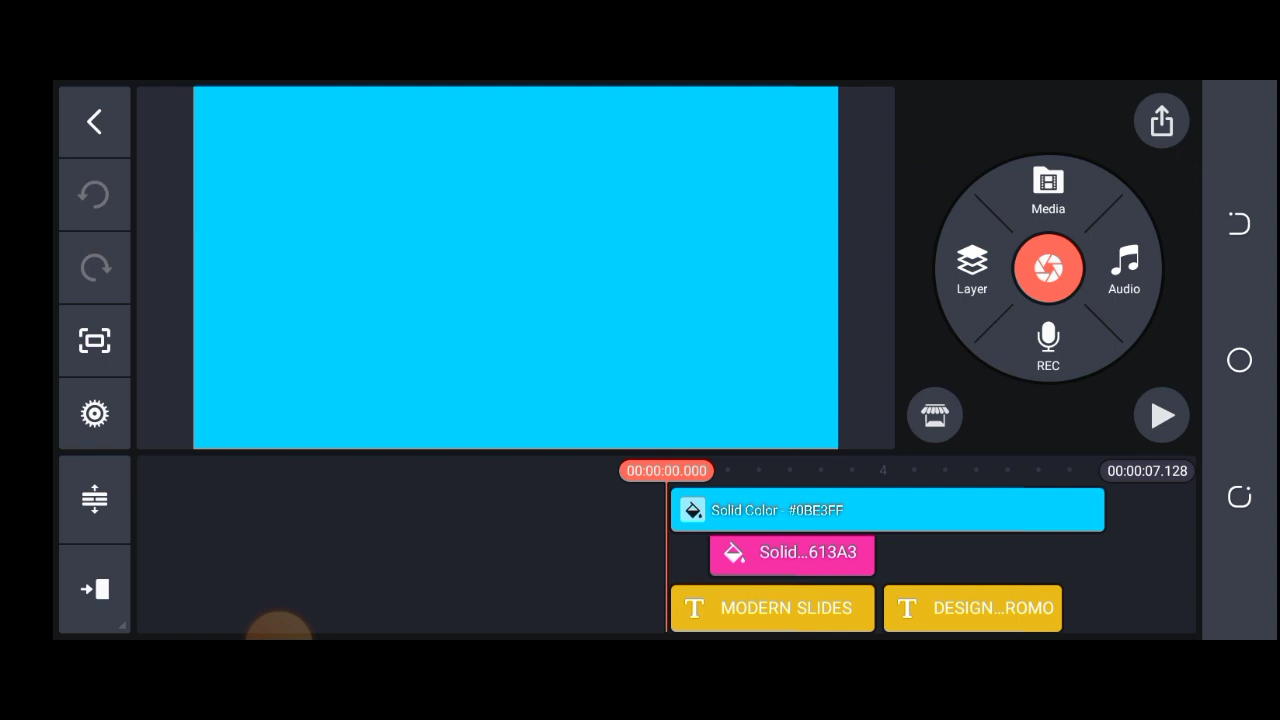 Media
Layer
Audio
REC
00:00:00.000
4
00:00:07.128
Solid Color - #0BE3FF
Solid...613A3
T MODERN SLIDES
T DESIGN...ROMO